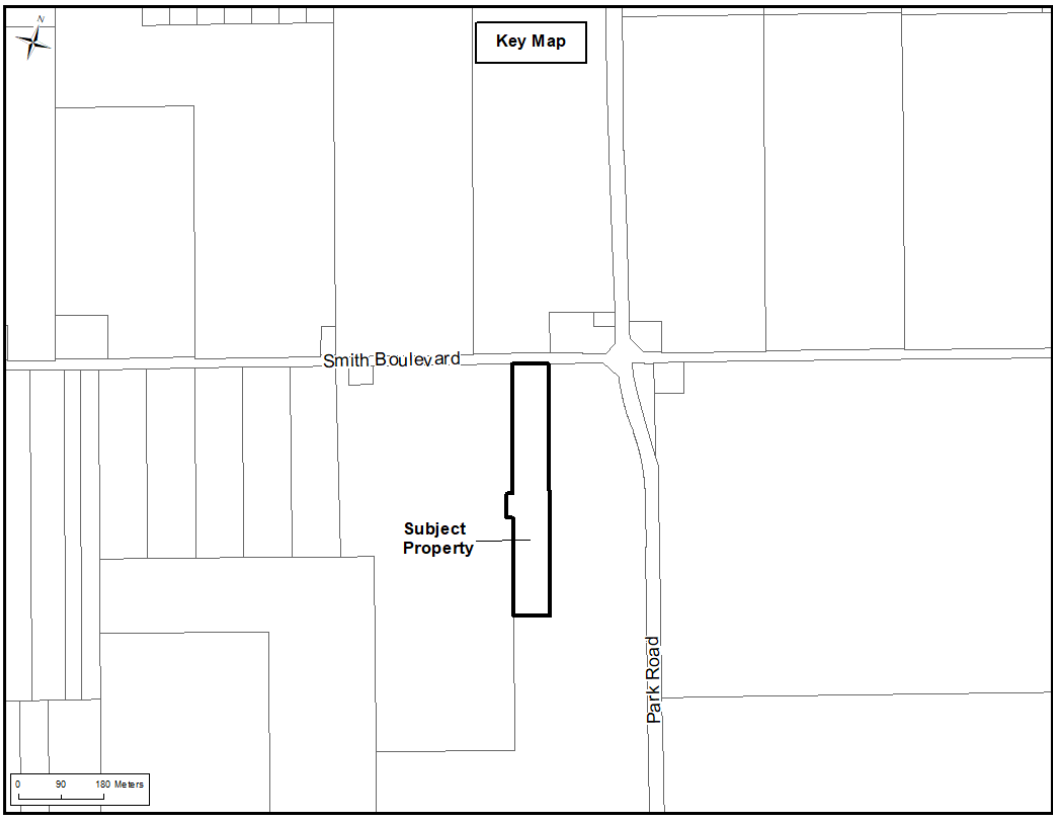 N
Key Map
Smith Boulevard
Subject
Property
Park Road
0 90 180 Meters